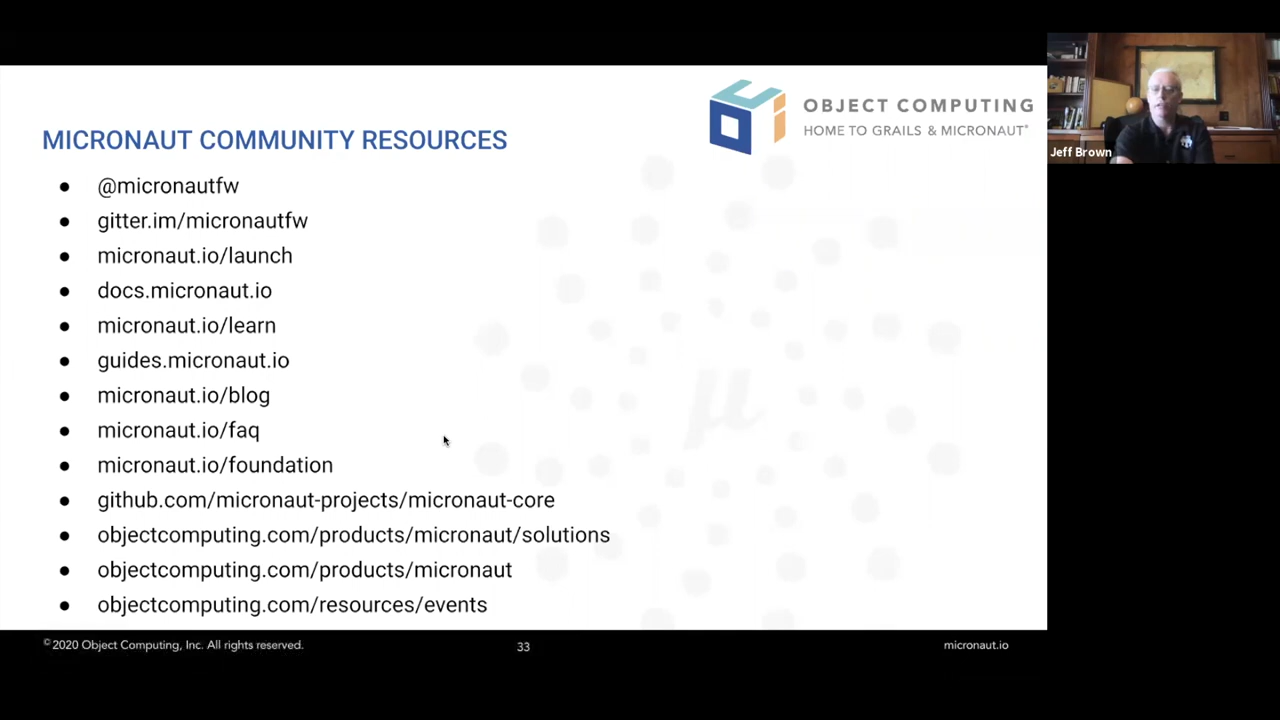 OBJECT COMPUTING
HOME TO GRAILS & MICRONAUT®
Jeff Brown
MICRONAUT COMMUNITY RESOURCES
● @micronautfw
● gitter.im/micronautfw
● micronaut.io/launch
● docs.micronaut.io
● micronaut.io/learn
● guides.micronaut.io
● micronaut.io/blog
● micronaut.io/faq
● micronaut.io/foundation
● github.com/micronaut-projects/micronaut-core
● objectcomputing.com/products/micronaut/solutions
● objectcomputing.com/products/micronaut
● objectcomputing.com/resources/events
μ
© 2020 Object Computing, Inc. All rights reserved.
33
micronaut.io